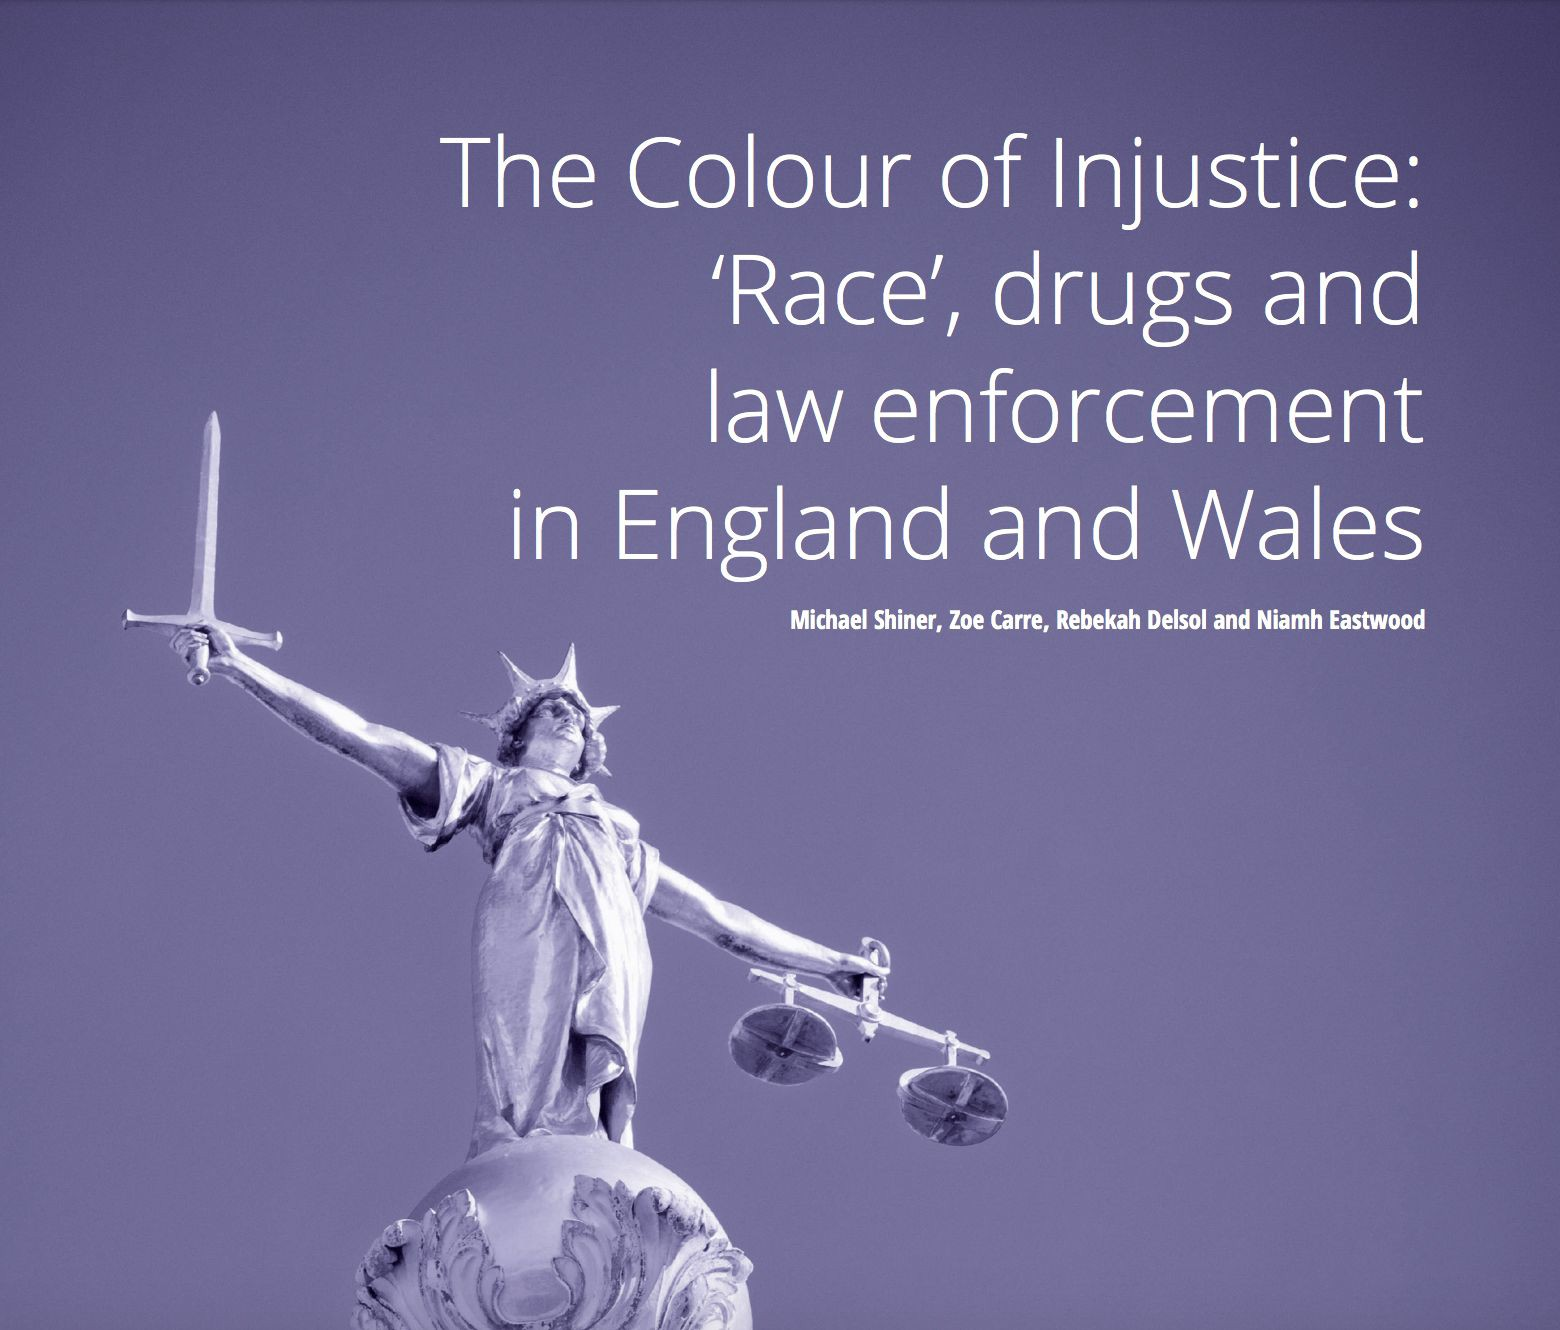 The Colour of Injustice:
‘Race’, drugs and
law enforcement
in England and Wales
Michael Shiner, Zoe Carre, Rebekah Delsol and Niamh Eastwood